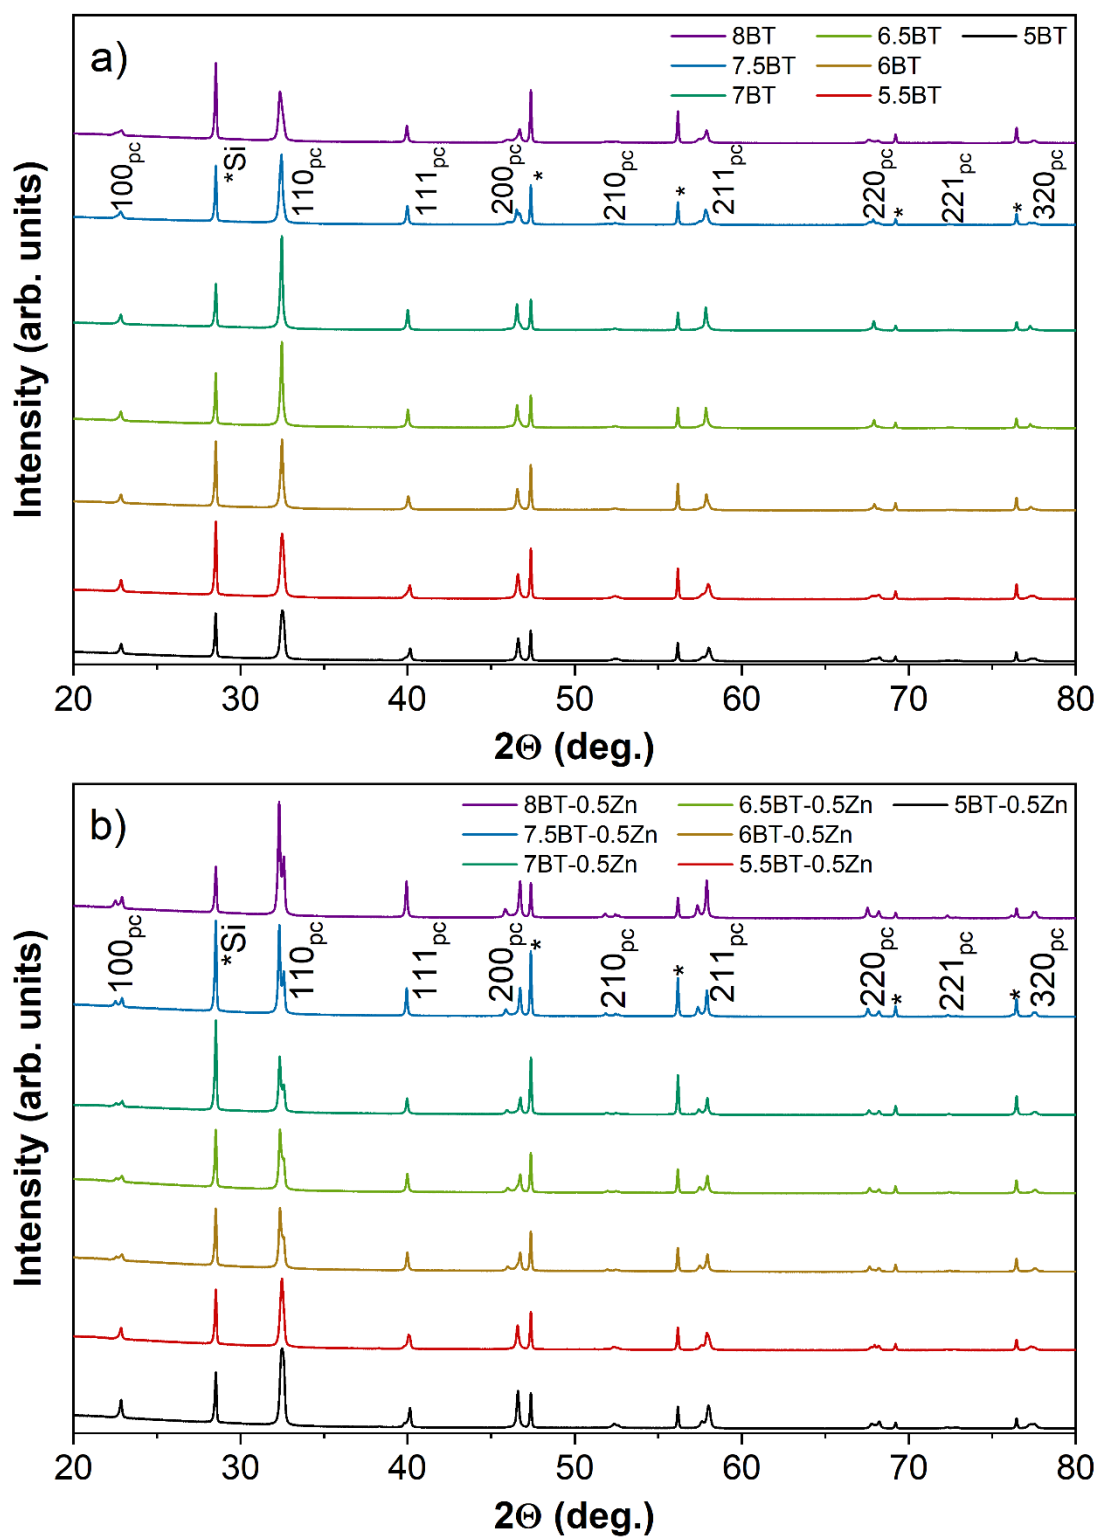 a)
8BT 6.5BT 5BT
7.5BT 6BT
7BT 5.5BT
100pc *Si 110pc 111pc 200pc * 210pc * 211pc 220pc * 221pc * 320pc
Intensity (arb. units)
20 30 40 50 60 70 80
2Θ (deg.)
b)
8BT-0.5Zn 6.5BT-0.5Zn 5BT-0.5Zn
7.5BT-0.5Zn 6BT-0.5Zn
7BT-0.5Zn 5.5BT-0.5Zn
100pc *Si 110pc 111pc 200pc * 210pc * 211pc 220pc * 221pc * 320pc
Intensity (arb. units)
20 30 40 50 60 70 80
2Θ (deg.)